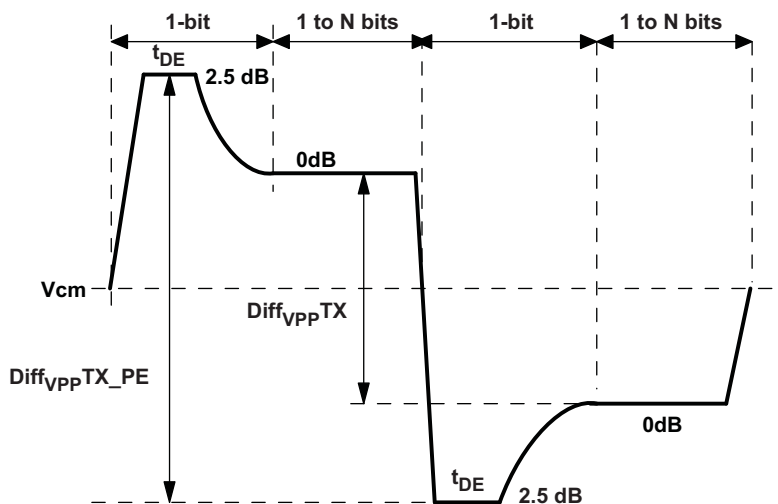 1-bit
1 to N bits
1-bit
1 to N bits
tDE
2.5 dB
0dB
Vcm
DiffVPPTX
DiffVPPTX_PE
0dB
tDE
2.5 dB